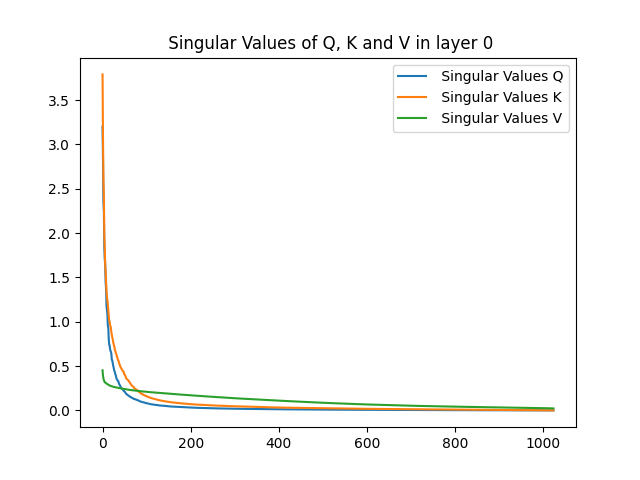 Singular Values of Q, K and V in layer 0
Singular Values Q
Singular Values K
Singular Values V
3.5
3.0
2.5
2.0
1.5
1.0
0.5
0.0
0 200 400 600 800 1000